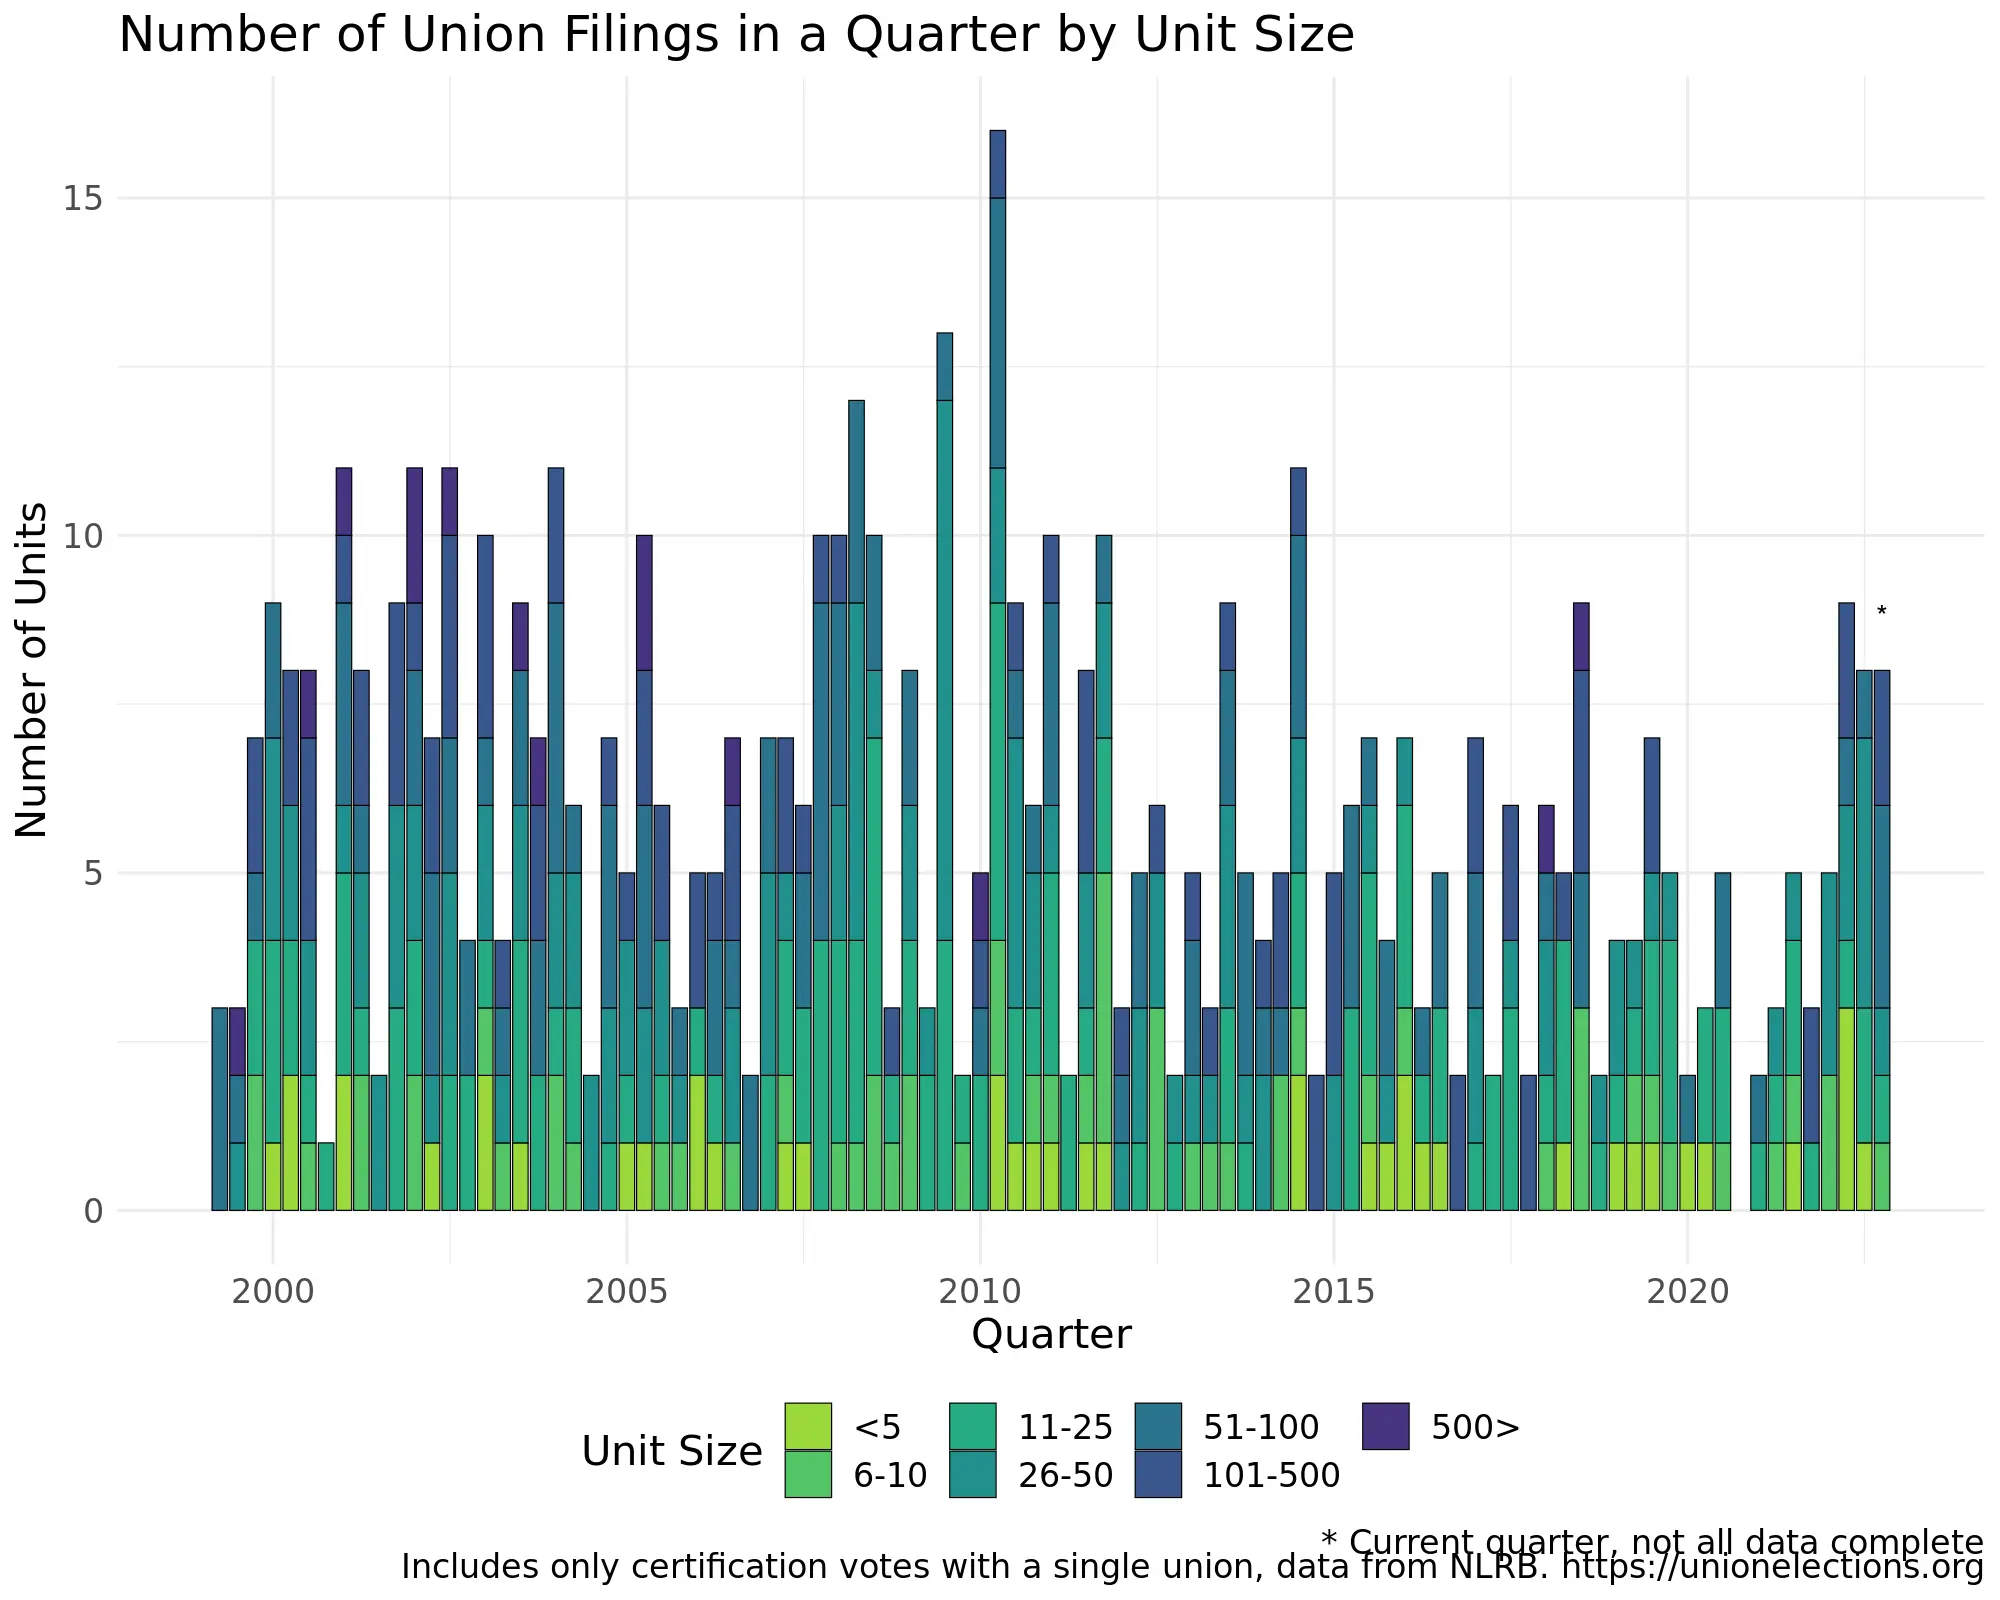 Number of Union Filings in a Quarter by Unit Size
Number of Units
15
10
5
0
*
2000 2005 2010 2015 2020
Quarter
Unit Size
<5 11-25 51-100 500>
6-10 26-50 101-500
* Current quarter, not all data complete
Includes only certification votes with a single union, data from NLRB. https://unionelections.org